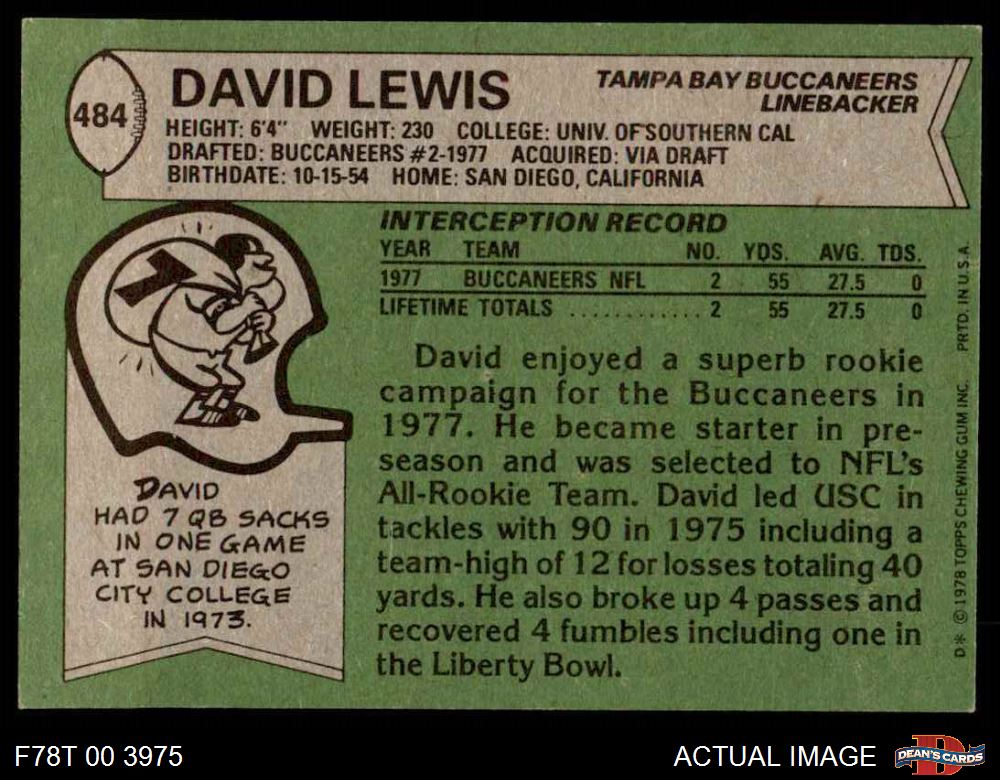 484
DAVID LEWIS
TAMPA BAY BUCCANEERS
LINEBACKER
HEIGHT: 6'4" WEIGHT: 230 COLLEGE: UNIV. OF SOUTHERN CAL
DRAFTED: BUCCANEERS #2-1977 ACQUIRED: VIA DRAFT
BIRTHDATE: 10-15-54 HOME: SAN DIEGO, CALIFORNIA
INTERCEPTION RECORD
YEAR TEAM NO. YDS. AVG. TDS.
1977 BUCCANEERS NFL 2 55 27.5 0
LIFETIME TOTALS ............ 2 55 27.5 0
David enjoyed a superb rookie
campaign for the Buccaneers in
1977. He became starter in pre-
season and was selected to NFL's
All-Rookie Team. David led USC in
tackles with 90 in 1975 including a
team-high of 12 for losses totaling 40
yards. He also broke up 4 passes and
recovered 4 fumbles including one in
the Liberty Bowl.
7
DAVID
HAD 7 QB SACKS
IN ONE GAME
AT SAN DIEGO
CITY COLLEGE
IN 1973.
D* © 1978 TOPPS CHEWING GUM INC. PRTD. IN U.S.A.
F78T 00 3975
ACTUAL IMAGE
D
DEAN'S CARDS